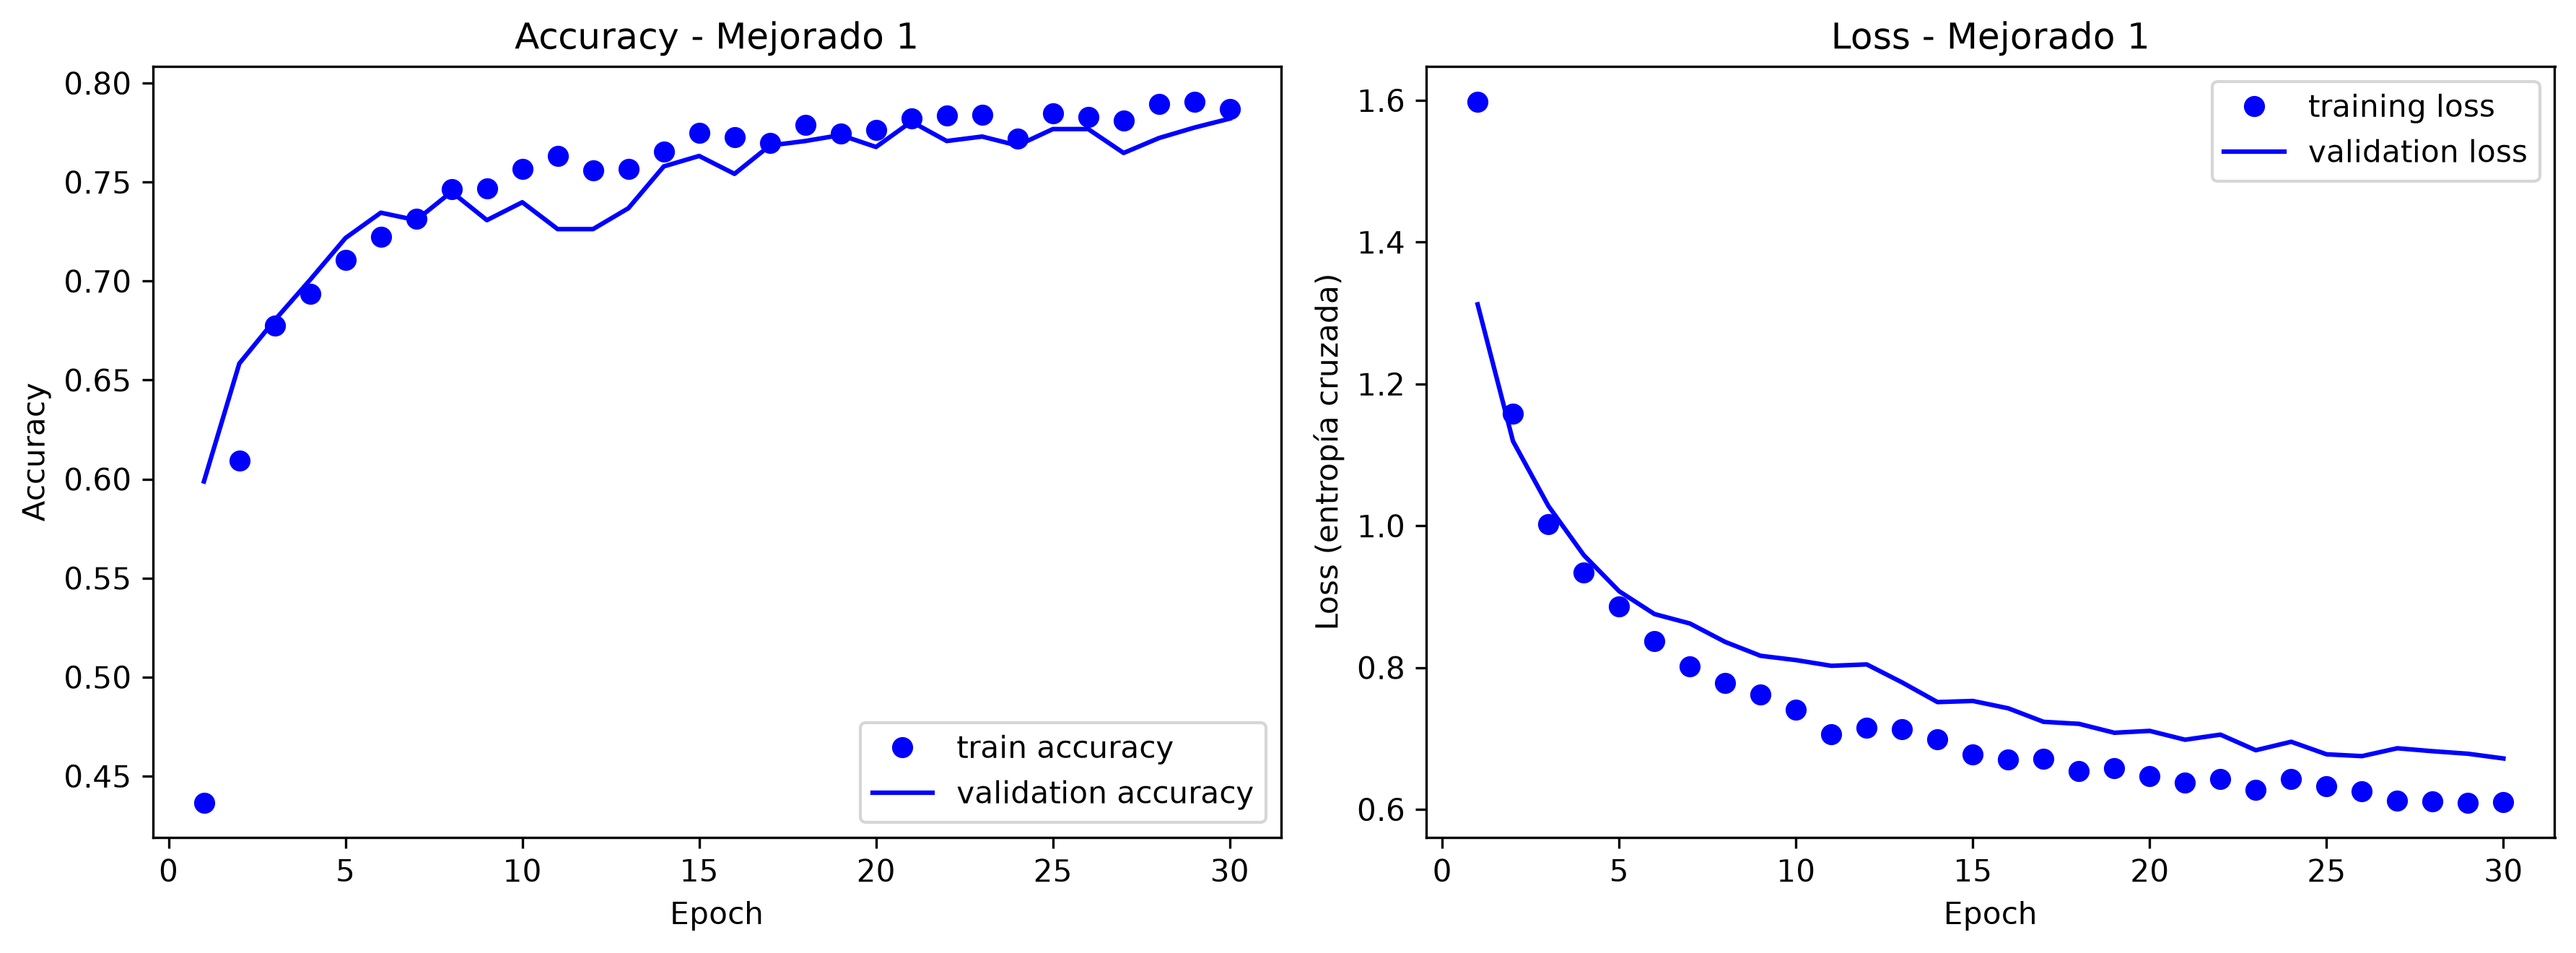 Accuracy - Mejorado 1
0.80
0.75
0.70
0.65
0.60
0.55
0.50
0.45
Accuracy
train accuracy
validation accuracy
0 5 10 15 20 25 30
Epoch
Loss - Mejorado 1
1.6
1.4
1.2
1.0
0.8
0.6
Loss (entropía cruzada)
training loss
validation loss
0 5 10 15 20 25 30
Epoch